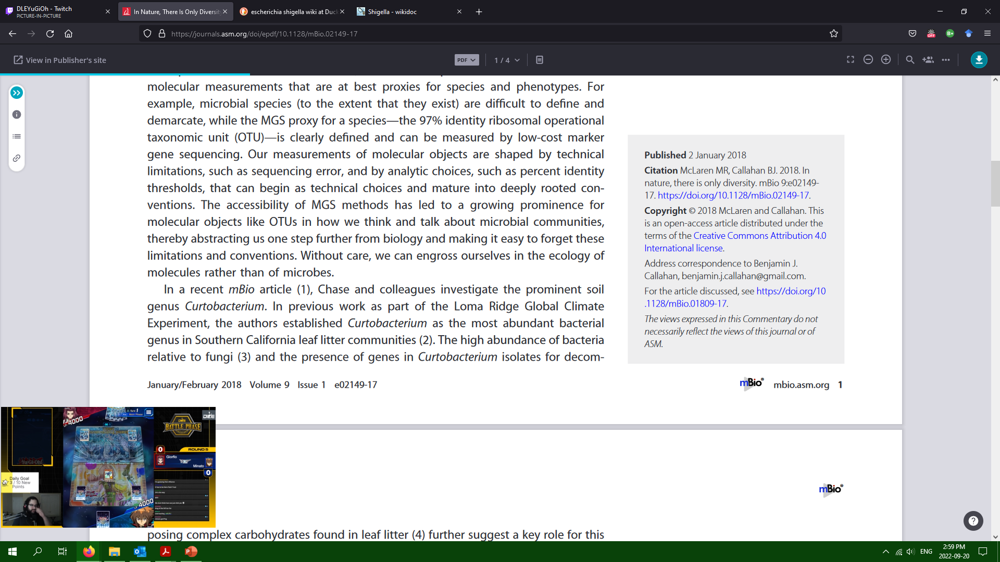 DLEYuGiOh - Twitch
PICTURE-IN-PICTURE
In Nature, There Is Only Diversity
escherichia shigella wiki at Duck
Shigella - wikidoc
https://journals.asm.org/doi/epdf/10.1128/mBio.02149-17
View in Publisher's site
PDF
1 / 4
molecular measurements that are at best proxies for species and phenotypes. For
example, microbial species (to the extent that they exist) are difficult to define and
demarcate, while the MGS proxy for a species—the 97% identity ribosomal operational
taxonomic unit (OTU)—is clearly defined and can be measured by low-cost marker
gene sequencing. Our measurements of molecular objects are shaped by technical
limitations, such as sequencing error, and by analytic choices, such as percent identity
thresholds, that can begin as technical choices and mature into deeply rooted con-
ventions. The accessibility of MGS methods has led to a growing prominence for
molecular objects like OTUs in how we think and talk about microbial communities,
thereby abstracting us one step further from biology and making it easy to forget these
limitations and conventions. Without care, we can engross ourselves in the ecology of
molecules rather than of microbes.
In a recent mBio article (1), Chase and colleagues investigate the prominent soil
genus Curtobacterium. In previous work as part of the Loma Ridge Global Climate
Experiment, the authors established Curtobacterium as the most abundant bacterial
genus in Southern California leaf litter communities (2). The high abundance of bacteria
relative to fungi (3) and the presence of genes in Curtobacterium isolates for decom-
Published 2 January 2018
Citation McLaren MR, Callahan BJ. 2018. In
nature, there is only diversity. mBio 9:e02149-
17. https://doi.org/10.1128/mBio.02149-17.
Copyright © 2018 McLaren and Callahan. This
is an open-access article distributed under the
terms of the Creative Commons Attribution 4.0
International license.
Address correspondence to Benjamin J.
Callahan, benjamin.j.callahan@gmail.com.
For the article discussed, see https://doi.org/10
.1128/mBio.01809-17.
The views expressed in this Commentary do not
necessarily reflect the views of this journal or of
ASM.
January/February 2018 Volume 9 Issue 1 e02149-17
mBio® mbio.asm.org 1
mBio®
posing complex carbohydrates found in leaf litter (4) further suggest a key role for this
4000
Turn 1
Main Phase
DLE
BATTLE PHASE
ROUND 5
0
Giorfio
Minato
0
Yu-Gi-Oh!
Daily Goal
3 / 10 New
Points
LP 4000
ENG
2:59 PM
2022-09-20